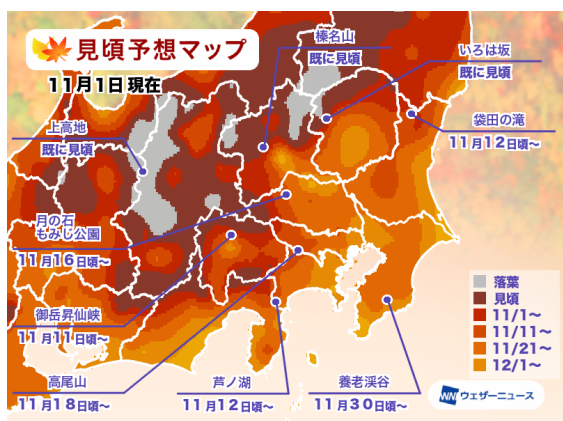 見頃予想マップ
11月1日 現在
榛名山
既に見頃
いろは坂
既に見頃
袋田の滝
11月12日頃～
上高地
既に見頃
月の石
もみじ公園
11月16日頃～
御岳昇仙峡
11月11日頃～
高尾山
11月18日頃～
芦ノ湖
11月12日頃～
養老渓谷
11月30日頃～
落葉
見頃
11/1～
11/11～
11/21～
12/1～
WNI ウェザーニュース